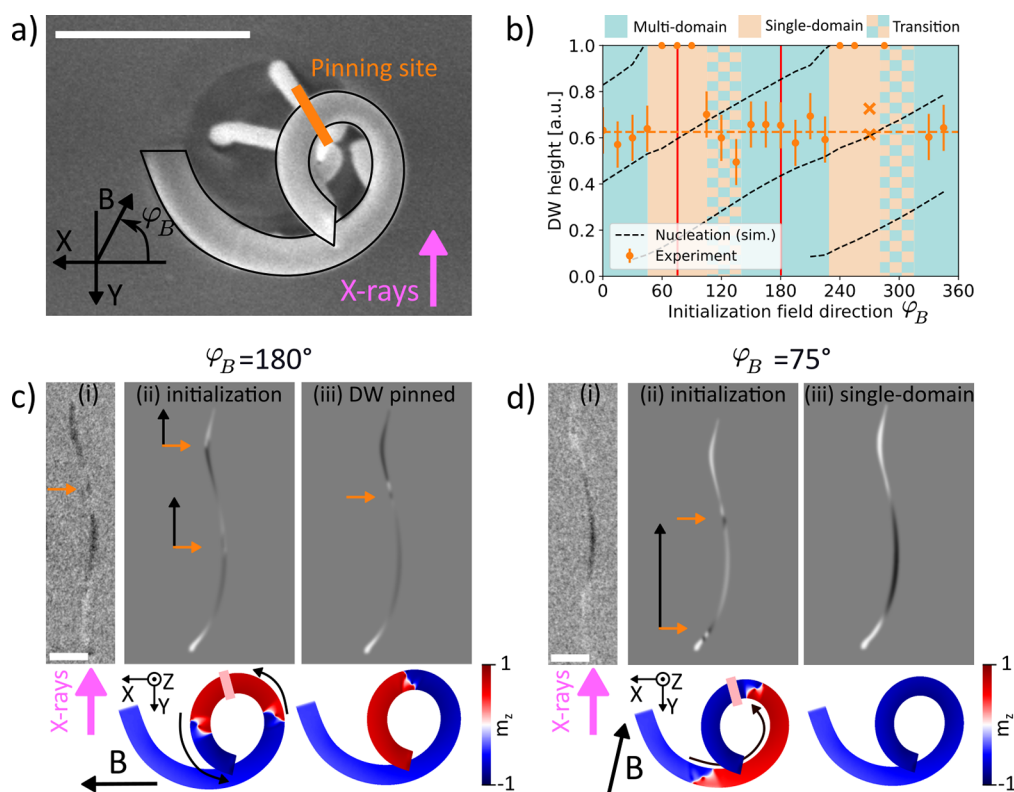 a)
Pinning site
B
φB
X
Y
X-rays
b)
Multi-domain
Single-domain
Transition
DW height [a.u.]
1.0
0.8
0.6
0.4
0.2
0.0
Nucleation (sim.)
Experiment
0 60 120 180 240 300 360
Initialization field direction φB
φB=180°
c)
(i)
(ii) initialization
(iii) DW pinned
X-rays
X Z
Y
B
1
mz
-1
φB=75°
d)
(i)
(ii) initialization
(iii) single-domain
X-rays
X Z
Y
B
1
mz
-1